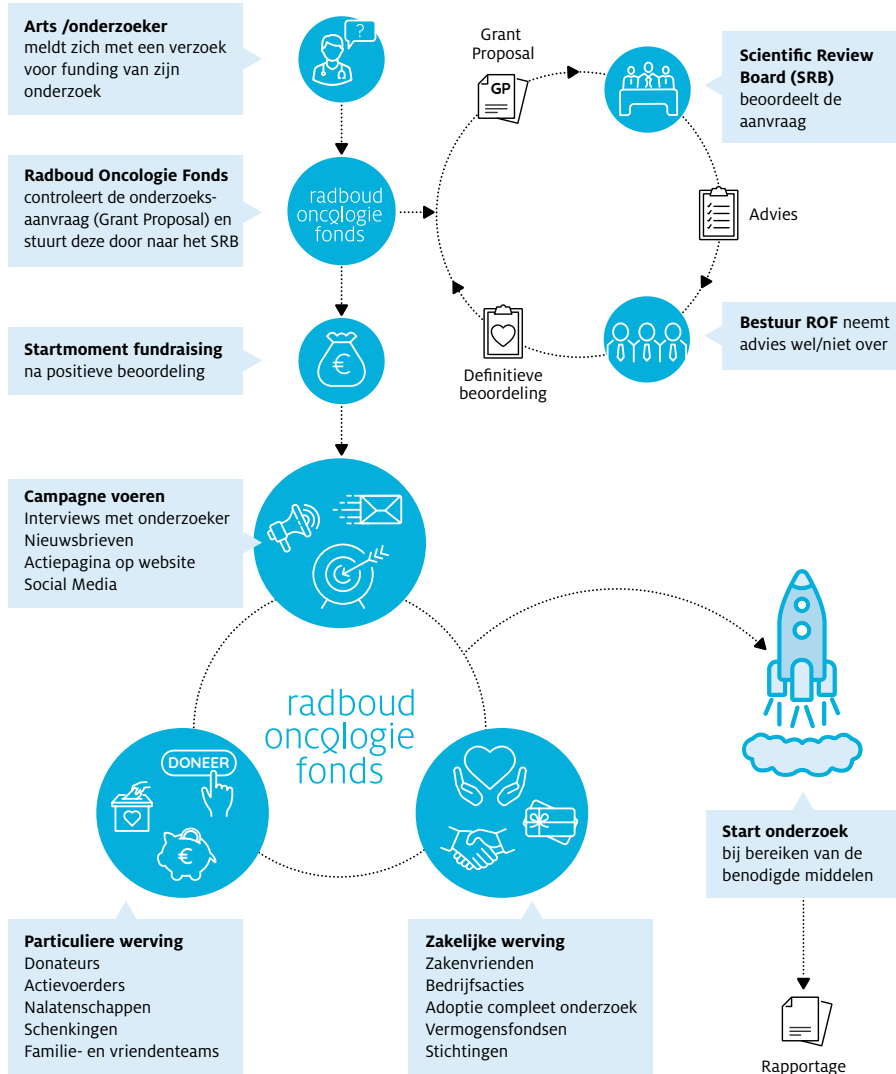 Arts /onderzoeker
meldt zich met een verzoek
voor funding van zijn
onderzoek
?
Grant
Proposal
GP
Scientific Review
Board (SRB)
beoordeelt de
aanvraag
Radboud Oncologie Fonds
controleert de onderzoeks-
aanvraag (Grant Proposal) en
stuurt deze door naar het SRB
radboud
oncologie
fonds
Advies
Startmoment fundraising
na positieve beoordeling
€
Definitieve
beoordeling
Bestuur ROF neemt
advies wel/niet over
Campagne voeren
Interviews met onderzoeker
Nieuwsbrieven
Actiepagina op website
Social Media
radboud
oncologie
fonds
DONEER
€
Start onderzoek
bij bereiken van de
benodigde middelen
Particuliere werving
Donateurs
Actievoerders
Nalatenschappen
Schenkingen
Familie- en vriendenteams
Zakelijke werving
Zakenvrienden
Bedrijfsacties
Adoptie compleet onderzoek
Vermogensfondsen
Stichtingen
Rapportage